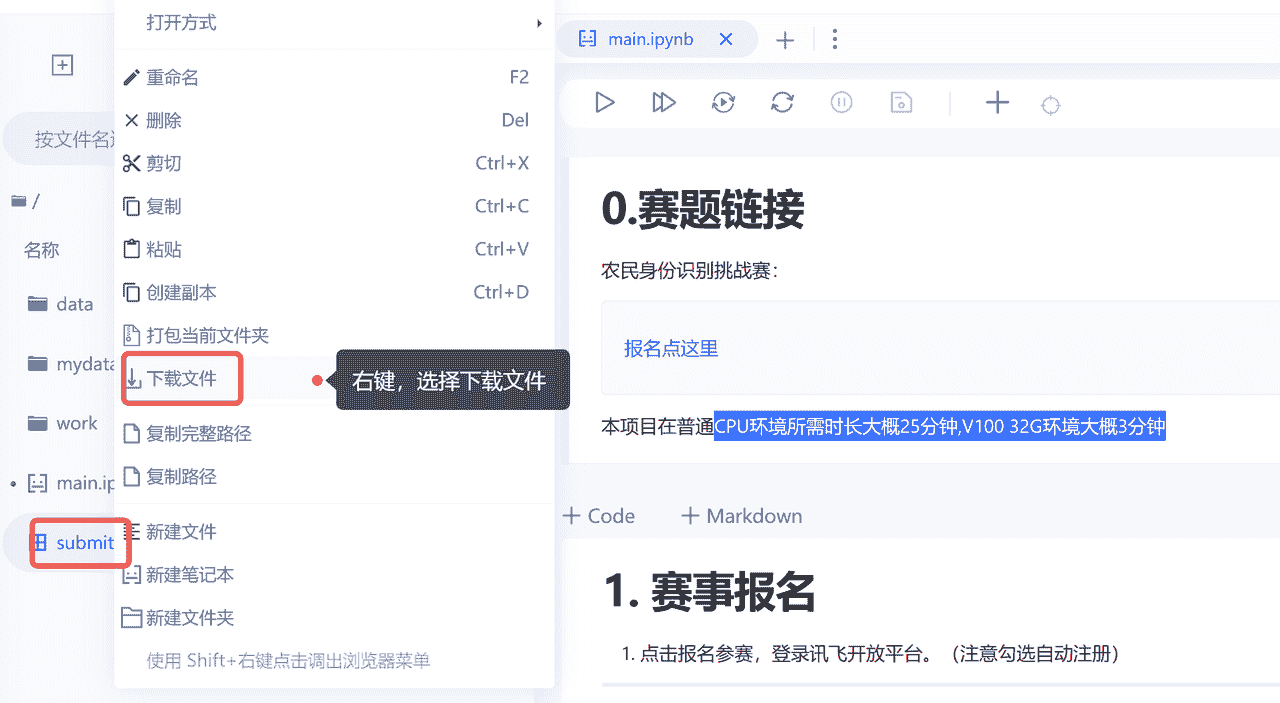 打开方式
重命名 F2
删除 Del
剪切 Ctrl+X
复制 Ctrl+C
粘贴 Ctrl+V
创建副本 Ctrl+D
打包当前文件夹
下载文件
右键，选择下载文件
复制完整路径
复制路径
新建文件
新建笔记本
新建文件夹
使用 Shift+右键点击调出浏览器菜单
按文件名
/
名称
data
mydata
work
main.ip
submit
main.ipynb
0.赛题链接
农民身份识别挑战赛：
报名点这里
本项目在普通CPU环境所需时长大概25分钟,V100 32G环境大概3分钟
Code Markdown
1. 赛事报名
1. 点击报名参赛，登录讯飞开放平台。（注意勾选自动注册）